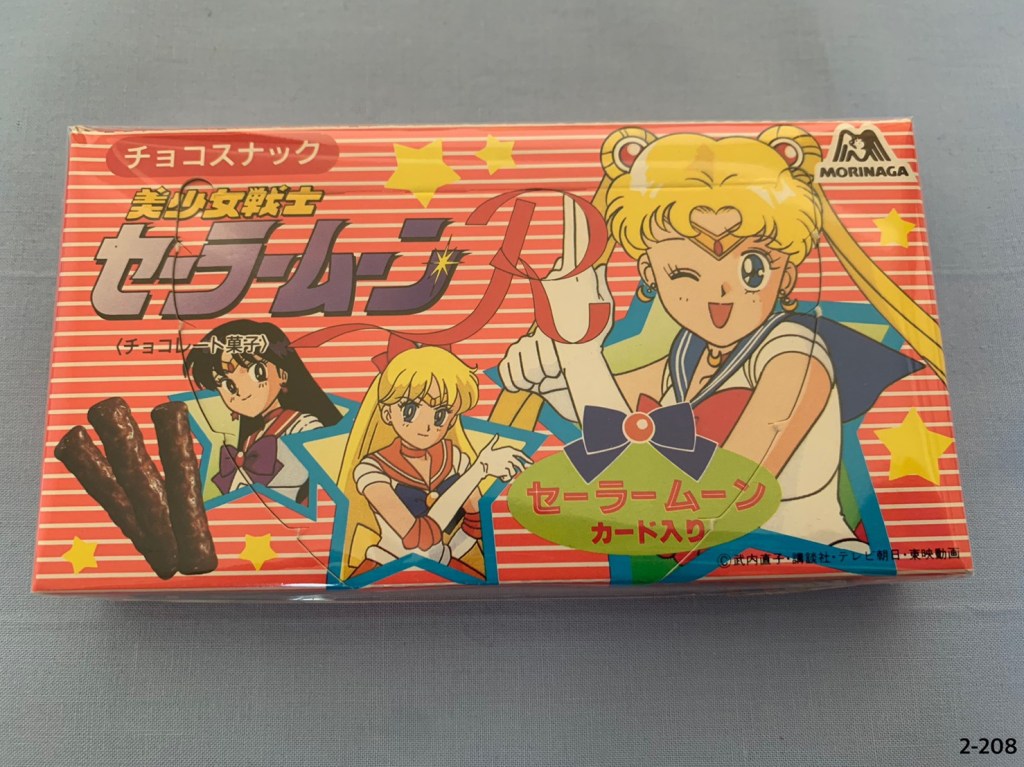 チョコスナック
MORINAGA
美少女戦士
セーラームーンR
(チョコレート菓子)
セーラームーン
カード入り
©武内直子・講談社・テレビ朝日・東映動画
2-208